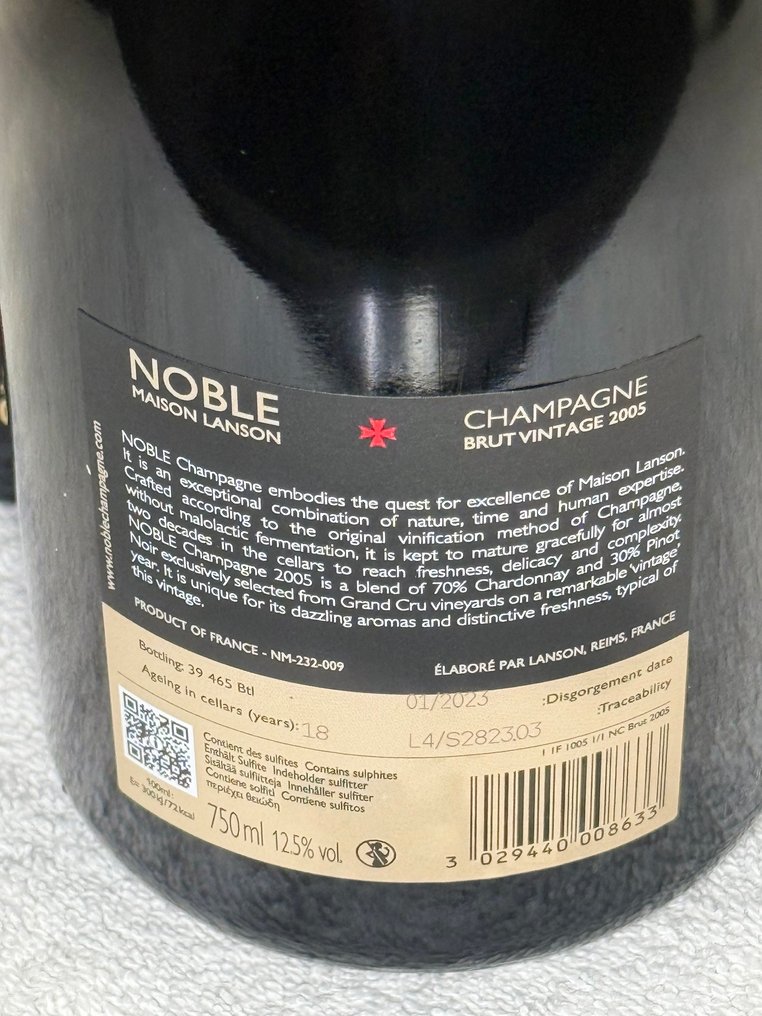 NOBLE
MAISON LANSON
CHAMPAGNE
BRUT VINTAGE 2005
www.noblechampagne.com
NOBLE Champagne embodies the quest for excellence of Maison Lanson.
It is an exceptional combination of nature, time and human expertise.
Crafted according to the original vinification method of Champagne,
without malolactic fermentation, it is kept to mature gracefully for almost
two decades in the cellars to reach freshness, delicacy and complexity.
NOBLE Champagne 2005 is a blend of 70% Chardonnay and 30% Pinot
Noir exclusively selected from Grand Cru vineyards on a remarkable 'vintage'
year. It is unique for its dazzling aromas and distinctive freshness, typical of
this vintage.
PRODUCT OF FRANCE - NM-232-009
ÉLABORÉ PAR LANSON, REIMS, FRANCE
Bottling: 39 465 Btl
01/2023 :Disgorgement date
Ageing in cellars (years): 18
L4/S2823.03 :Traceability
1 IF 1005 1/1 NC Brut 2005
Contient des sulfites Contains sulphites
Enthält Sulfite Indeholder sulfitter
Sisältää sulfiitteja Innehåller sulfiter
Contiene solfiti Contiene sulfitos
περιέχει θειώδη
100ml:
E= 300kJ/72kcal
750ml 12.5% vol.
3 029440 008633